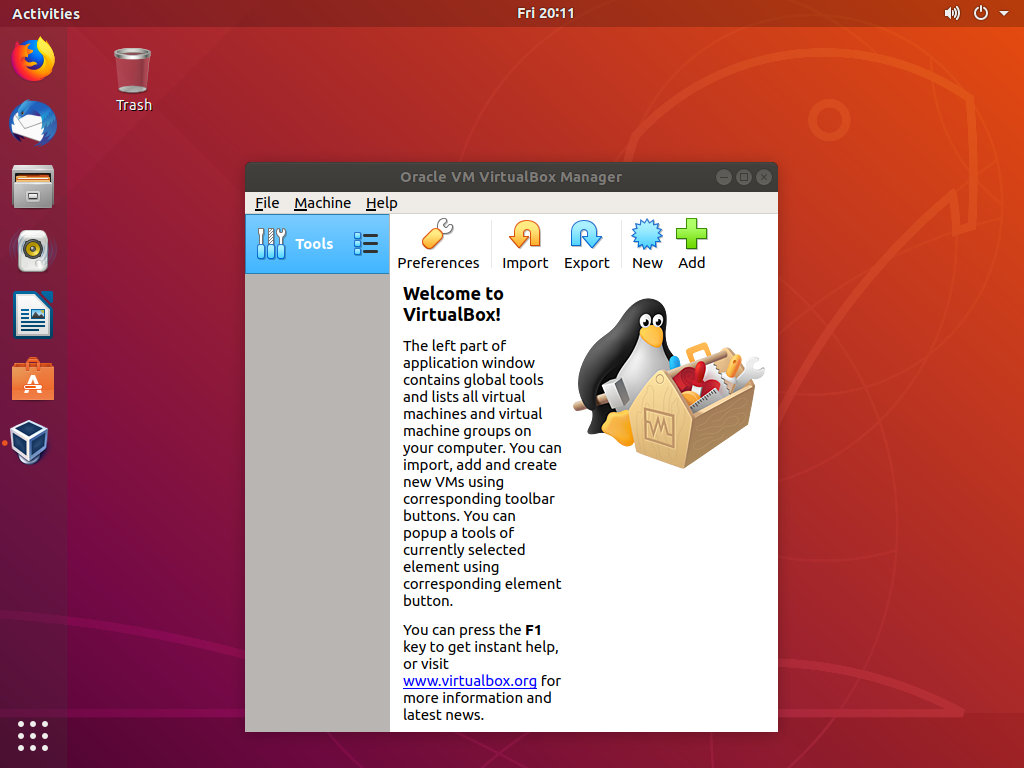 Activities
Fri 20:11
Trash
Oracle VM VirtualBox Manager
File Machine Help
Tools
Preferences Import Export New Add
Welcome to
VirtualBox!
The left part of
application window
contains global tools
and lists all virtual
machines and virtual
machine groups on
your computer. You can
import, add and create
new VMs using
corresponding toolbar
buttons. You can
popup a tools of
currently selected
element using
corresponding element
button.
You can press the F1
key to get instant help,
or visit
www.virtualbox.org for
more information and
latest news.